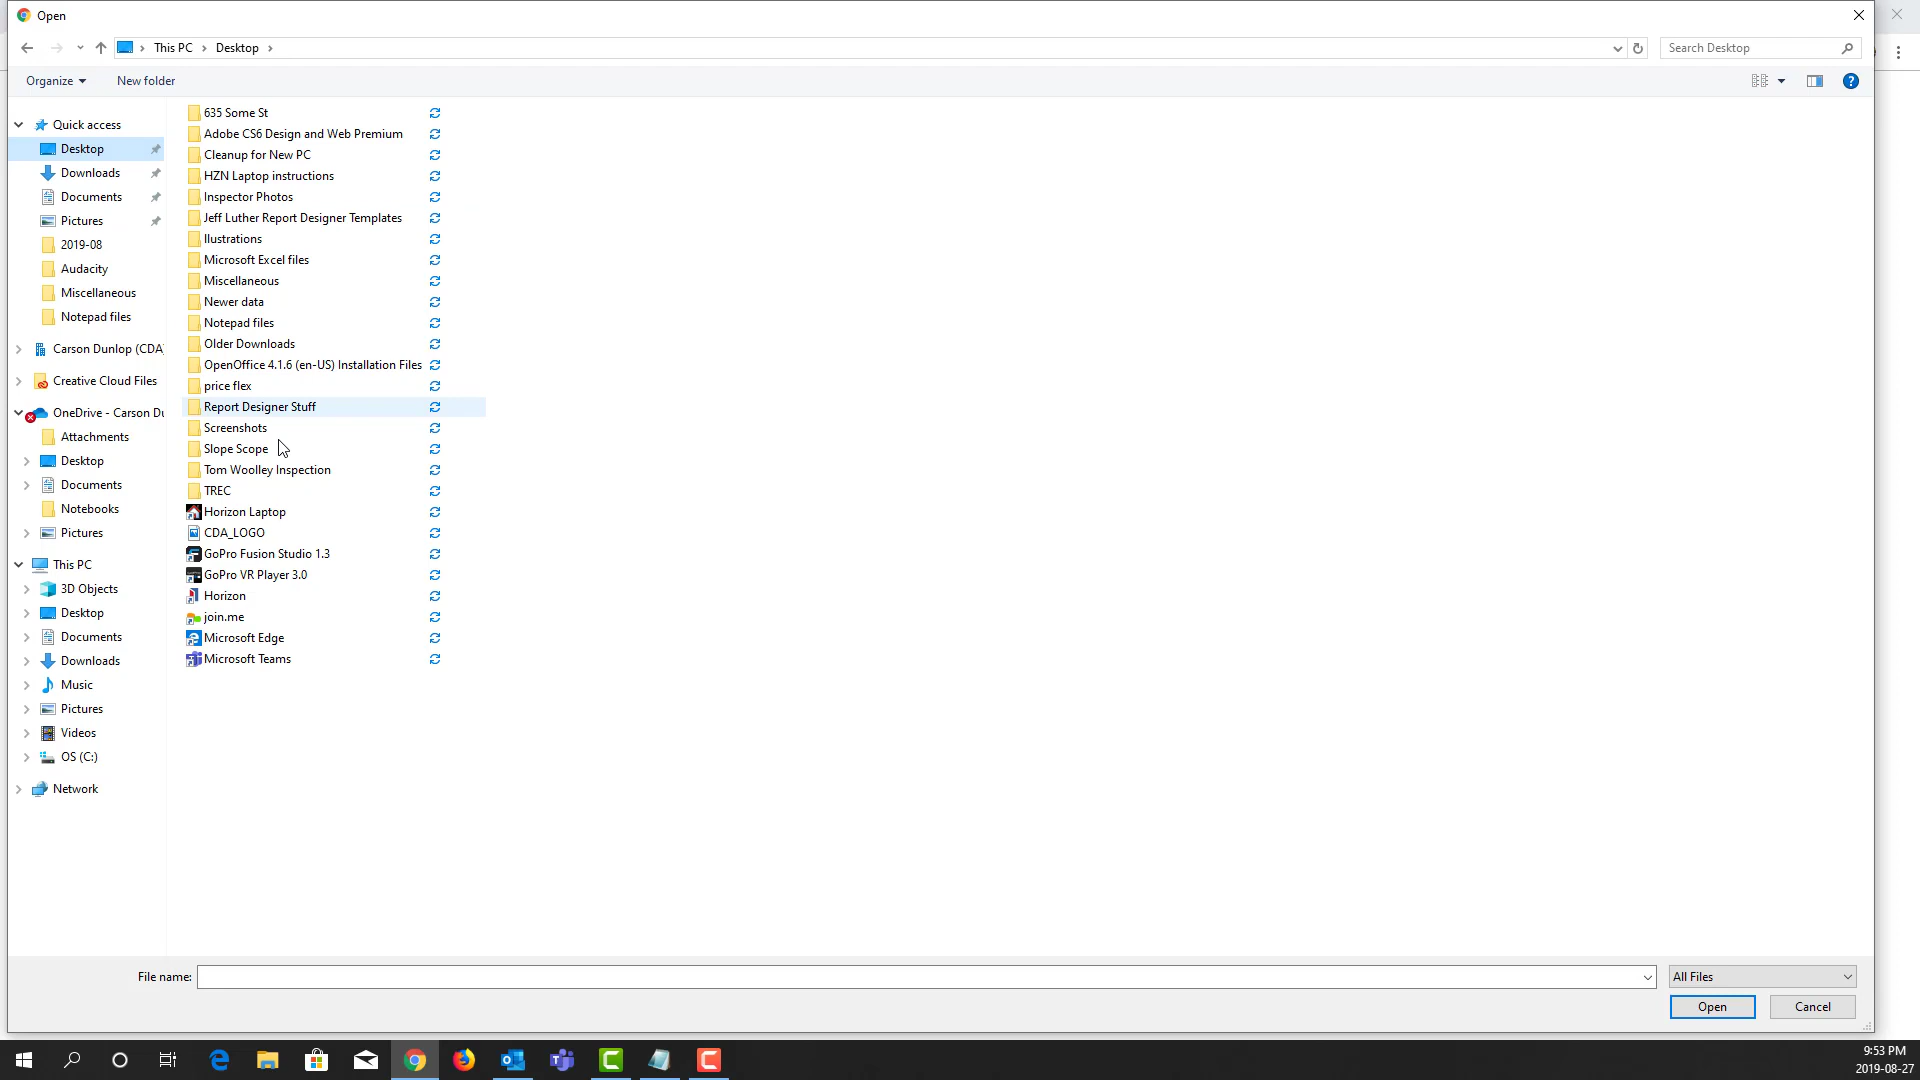 Open
This PC
Desktop
Search Desktop
Organize
New folder
Quick access
Desktop
Downloads
Documents
Pictures
2019-08
Audacity
Miscellaneous
Notepad files
Carson Dunlop (CDA)
Creative Cloud Files
OneDrive - Carson Du
Attachments
Desktop
Documents
Notebooks
Pictures
This PC
3D Objects
Desktop
Documents
Downloads
Music
Pictures
Videos
OS (C:)
Network
635 Some St
Adobe CS6 Design and Web Premium
Cleanup for New PC
HZN Laptop instructions
Inspector Photos
Jeff Luther Report Designer Templates
Ilustrations
Microsoft Excel files
Miscellaneous
Newer data
Notepad files
Older Downloads
OpenOffice 4.1.6 (en-US) Installation Files
price flex
Report Designer Stuff
Screenshots
Slope Scope
Tom Woolley Inspection
TREC
Horizon Laptop
CDA_LOGO
GoPro Fusion Studio 1.3
GoPro VR Player 3.0
Horizon
join.me
Microsoft Edge
Microsoft Teams
File name:
All Files
Open
Cancel
9:53 PM
2019-08-27